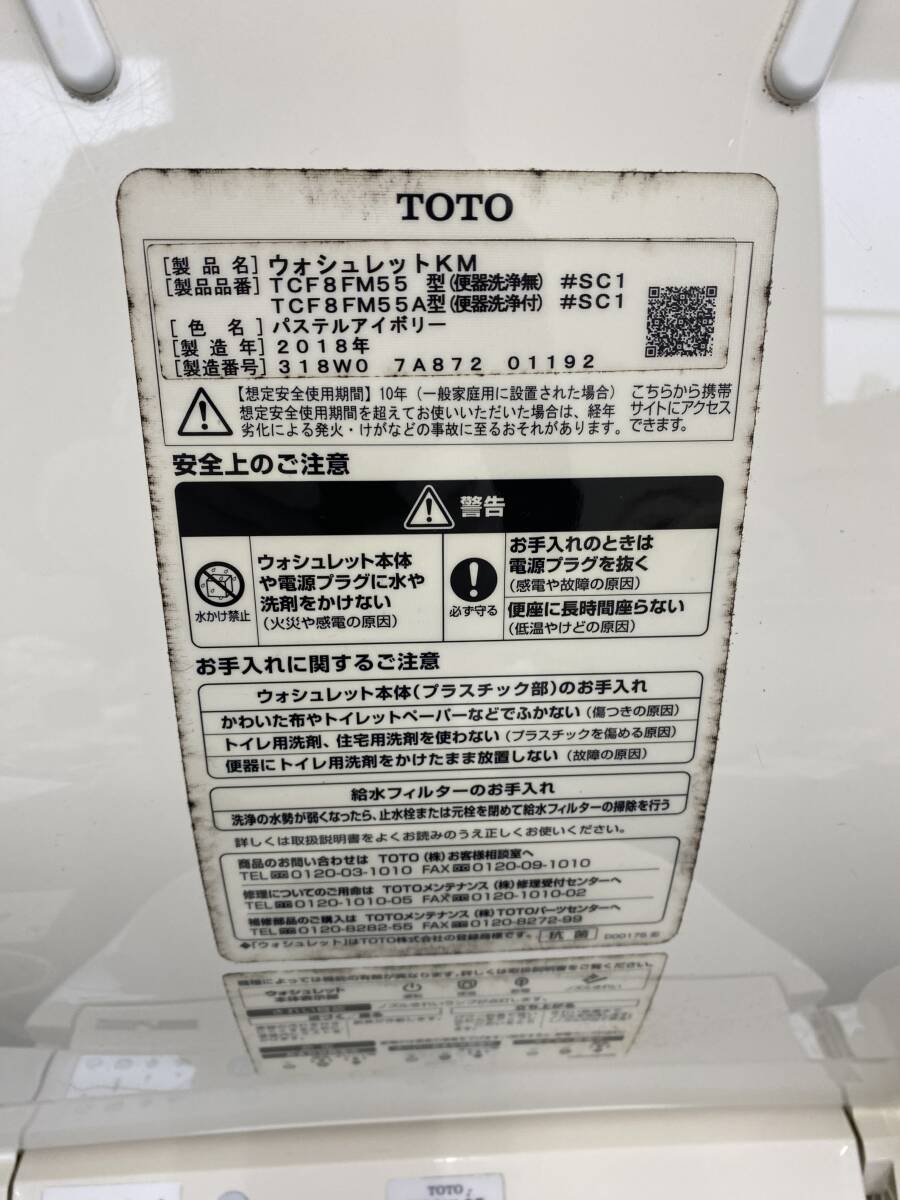 TOTO
[製品名] ウォシュレットKM
[製品品番] TCF8FM55 型(便器洗浄無) #SC1
TCF8FM55A型(便器洗浄付) #SC1
[色名] パステルアイボリー
[製造年] 2018年
[製造番号] 318W0 7A872 01192
【想定安全使用期間】10年（一般家庭用に設置された場合）
想定安全使用期間を超えてお使いいただいた場合は、経年
劣化による発火・けがなどの事故に至るおそれがあります。
こちらから携帯
サイトにアクセス
できます。
安全上のご注意
警告
水かけ禁止
ウォシュレット本体
や電源プラグに水や
洗剤をかけない
(火災や感電の原因)
必ず守る
お手入れのときは
電源プラグを抜く
(感電や故障の原因)
便座に長時間座らない
(低温やけどの原因)
お手入れに関するご注意
ウォシュレット本体(プラスチック部)のお手入れ
かわいた布やトイレットペーパーなどでふかない (傷つきの原因)
トイレ用洗剤、住宅用洗剤を使わない (プラスチックを傷める原因)
便器にトイレ用洗剤をかけたまま放置しない (故障の原因)
給水フィルターのお手入れ
洗浄の水勢が弱くなったら、止水栓または元栓を閉めて給水フィルターの掃除を行う
詳しくは取扱説明書をよくお読みのうえ正しくお使いください。
商品のお問い合わせは TOTO(株)お客様相談室へ
TEL 0120-03-1010 FAX 0120-09-1010
修理についてのご用命は TOTOメンテナンス(株)修理受付センターへ
TEL 0120-1010-05 FAX 0120-1010-02
補修部品のご購入は TOTOメンテナンス(株)TOTOパーツセンターへ
TEL 0120-8282-55 FAX 0120-8272-99
◆「ウォシュレット」はTOTO株式会社の登録商標です。 抗菌
TOTO